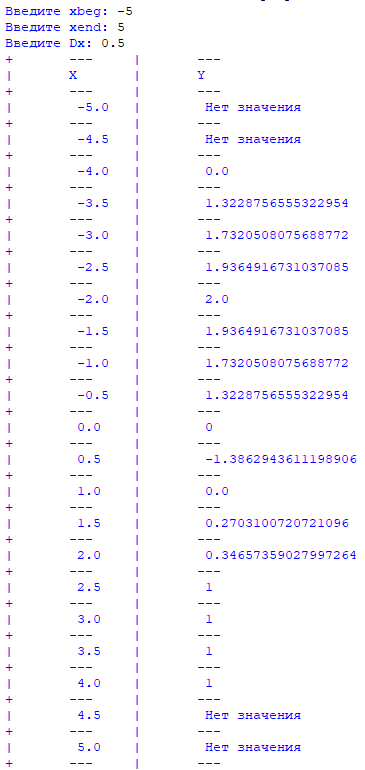 Введите xbeg: -5
Введите xend: 5
Введите Dx: 0.5
+ --- | ---
| X | Y
+ --- | ---
| -5.0 | Нет значения
+ --- | ---
| -4.5 | Нет значения
+ --- | ---
| -4.0 | 0.0
+ --- | ---
| -3.5 | 1.3228756555322954
+ --- | ---
| -3.0 | 1.7320508075688772
+ --- | ---
| -2.5 | 1.9364916731037085
+ --- | ---
| -2.0 | 2.0
+ --- | ---
| -1.5 | 1.9364916731037085
+ --- | ---
| -1.0 | 1.7320508075688772
+ --- | ---
| -0.5 | 1.3228756555322954
+ --- | ---
| 0.0 | 0
+ --- | ---
| 0.5 | -1.3862943611198906
+ --- | ---
| 1.0 | 0.0
+ --- | ---
| 1.5 | 0.2703100720721096
+ --- | ---
| 2.0 | 0.34657359027997264
+ --- | ---
| 2.5 | 1
+ --- | ---
| 3.0 | 1
+ --- | ---
| 3.5 | 1
+ --- | ---
| 4.0 | 1
+ --- | ---
| 4.5 | Нет значения
+ --- | ---
| 5.0 | Нет значения
+ --- | ---